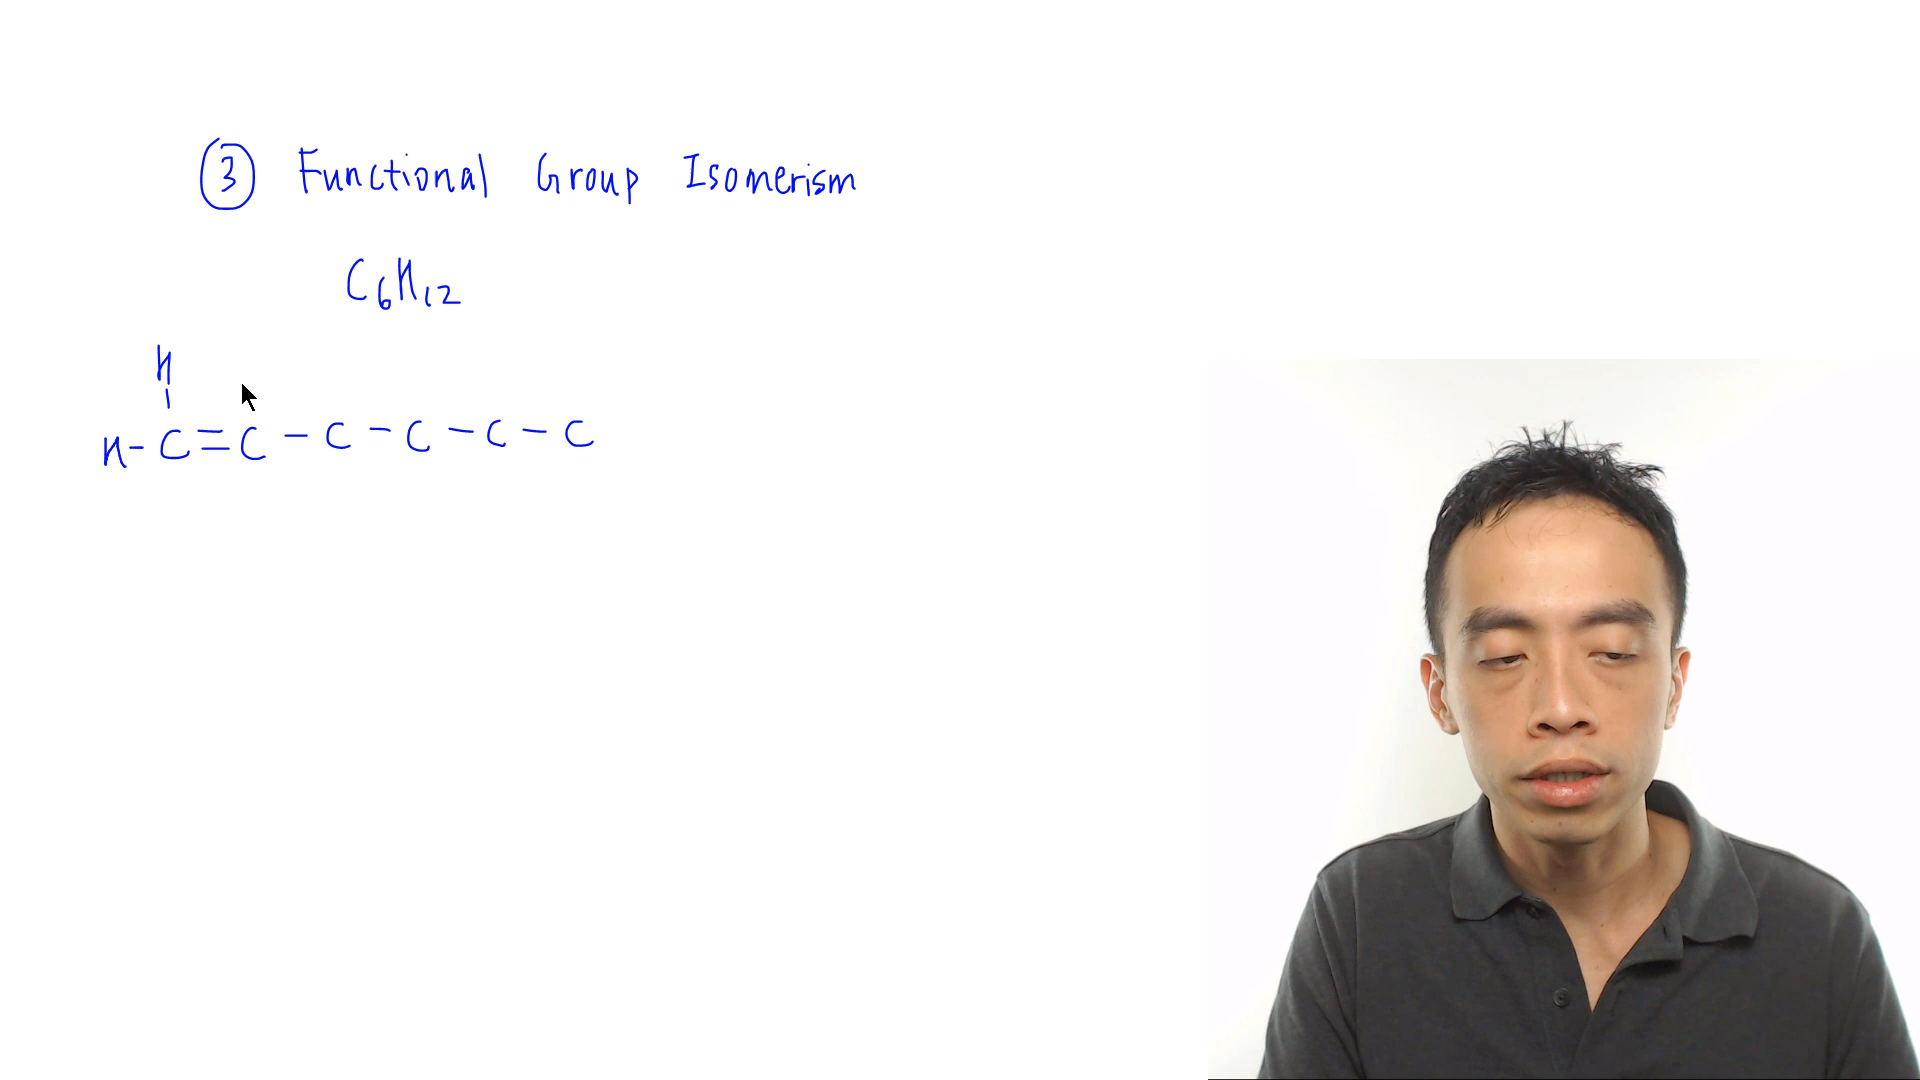 ③ Functional Group Isomerism
C₆H₁₂
H
H-C=C-C-C-C-C